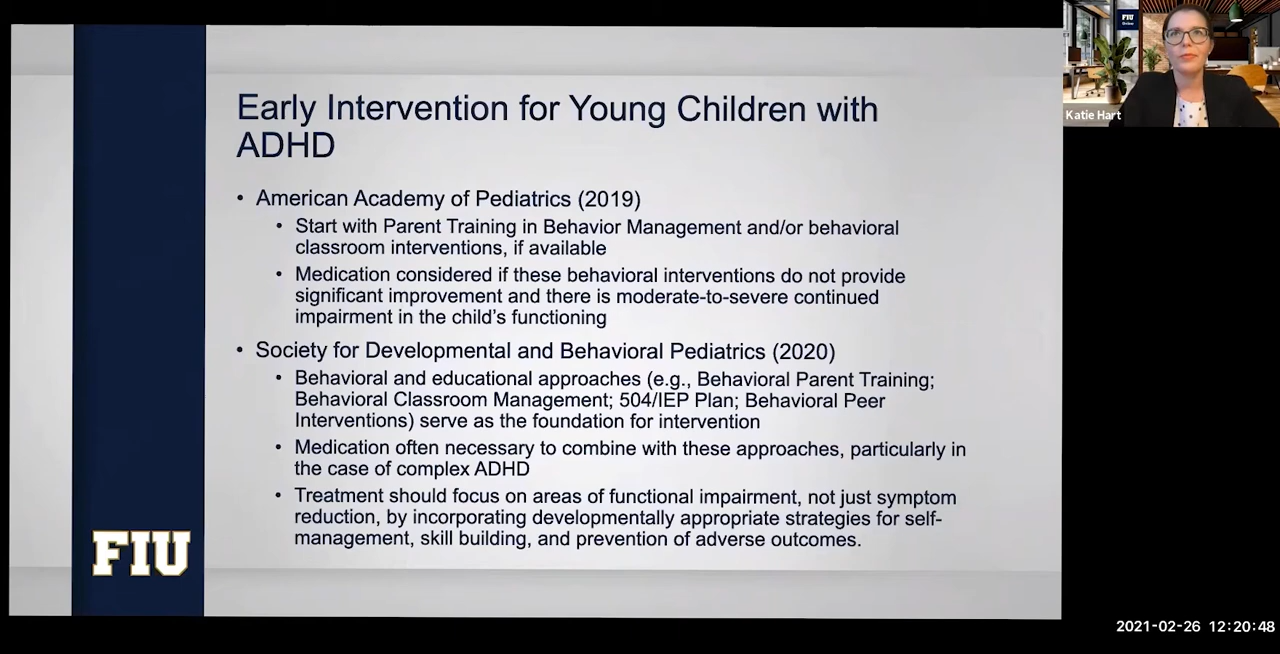 Early Intervention for Young Children with
ADHD
• American Academy of Pediatrics (2019)
• Start with Parent Training in Behavior Management and/or behavioral
classroom interventions, if available
• Medication considered if these behavioral interventions do not provide
significant improvement and there is moderate-to-severe continued
impairment in the child's functioning
• Society for Developmental and Behavioral Pediatrics (2020)
• Behavioral and educational approaches (e.g., Behavioral Parent Training;
Behavioral Classroom Management; 504/IEP Plan; Behavioral Peer
Interventions) serve as the foundation for intervention
• Medication often necessary to combine with these approaches, particularly in
the case of complex ADHD
• Treatment should focus on areas of functional impairment, not just symptom
reduction, by incorporating developmentally appropriate strategies for self-
management, skill building, and prevention of adverse outcomes.
FIU
FIU
Online
Katie Hart
2021-02-26 12:20:48